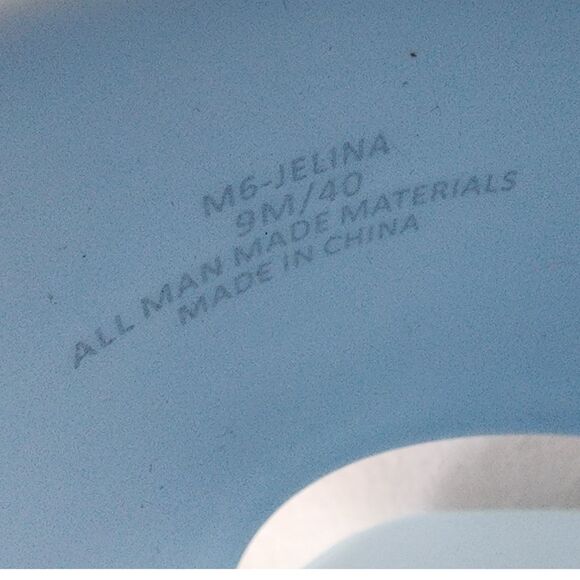 M6-JELINA
9M/40
ALL MAN MADE MATERIALS
MADE IN CHINA